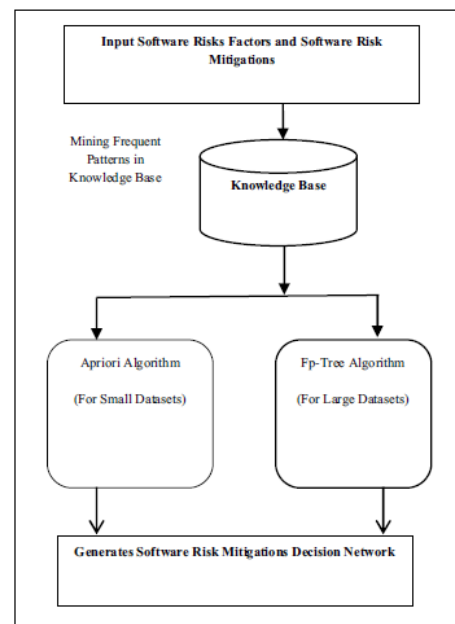 Input Software Risks Factors and Software Risk
Mitigations
Mining Frequent
Patterns in
Knowledge Base
Knowledge Base
Apriori Algorithm
(For Small Datasets)
Fp-Tree Algorithm
(For Large Datasets)
Generates Software Risk Mitigations Decision Network